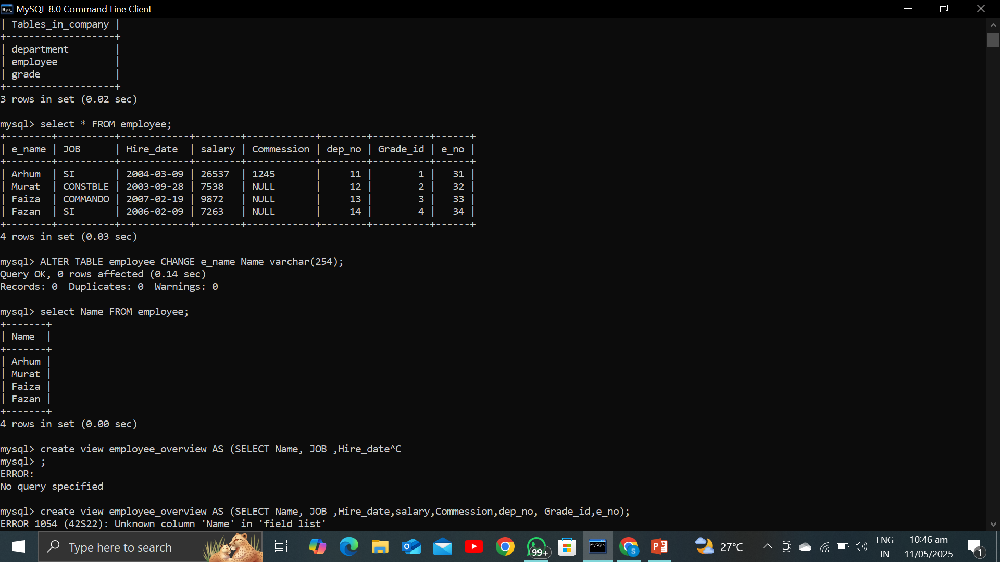 MySQL 8.0 Command Line Client
| Tables_in_company |
+-------------------+
| department        |
| employee          |
| grade             |
+-------------------+
3 rows in set (0.02 sec)
mysql> select * FROM employee;
+--------+----------+------------+--------+------------+--------+----------+------+
| e_name | JOB      | Hire_date  | salary | Commession | dep_no | Grade_id | e_no |
+--------+----------+------------+--------+------------+--------+----------+------+
| Arhum  | SI       | 2004-03-09 | 26537  | 1245       |     11 |        1 |   31 |
| Murat  | CONSTBLE | 2003-09-28 | 7538   | NULL       |     12 |        2 |   32 |
| Faiza  | COMMANDO | 2007-02-19 | 9872   | NULL       |     13 |        3 |   33 |
| Fazan  | SI       | 2006-02-09 | 7263   | NULL       |     14 |        4 |   34 |
+--------+----------+------------+--------+------------+--------+----------+------+
4 rows in set (0.03 sec)
mysql> ALTER TABLE employee CHANGE e_name Name varchar(254);
Query OK, 0 rows affected (0.14 sec)
Records: 0  Duplicates: 0  Warnings: 0
mysql> select Name FROM employee;
+-------+
| Name  |
+-------+
| Arhum |
| Murat |
| Faiza |
| Fazan |
+-------+
4 rows in set (0.00 sec)
mysql> create view employee_overview AS (SELECT Name, JOB ,Hire_date^C
mysql> ;
ERROR:
No query specified
mysql> create view employee_overview AS (SELECT Name, JOB ,Hire_date,salary,Commession,dep_no, Grade_id,e_no);
ERROR 1054 (42S22): Unknown column 'Name' in 'field list'
Type here to search
99+
MySQL
S
27°C
ENG
IN
10:46 am
11/05/2025
1